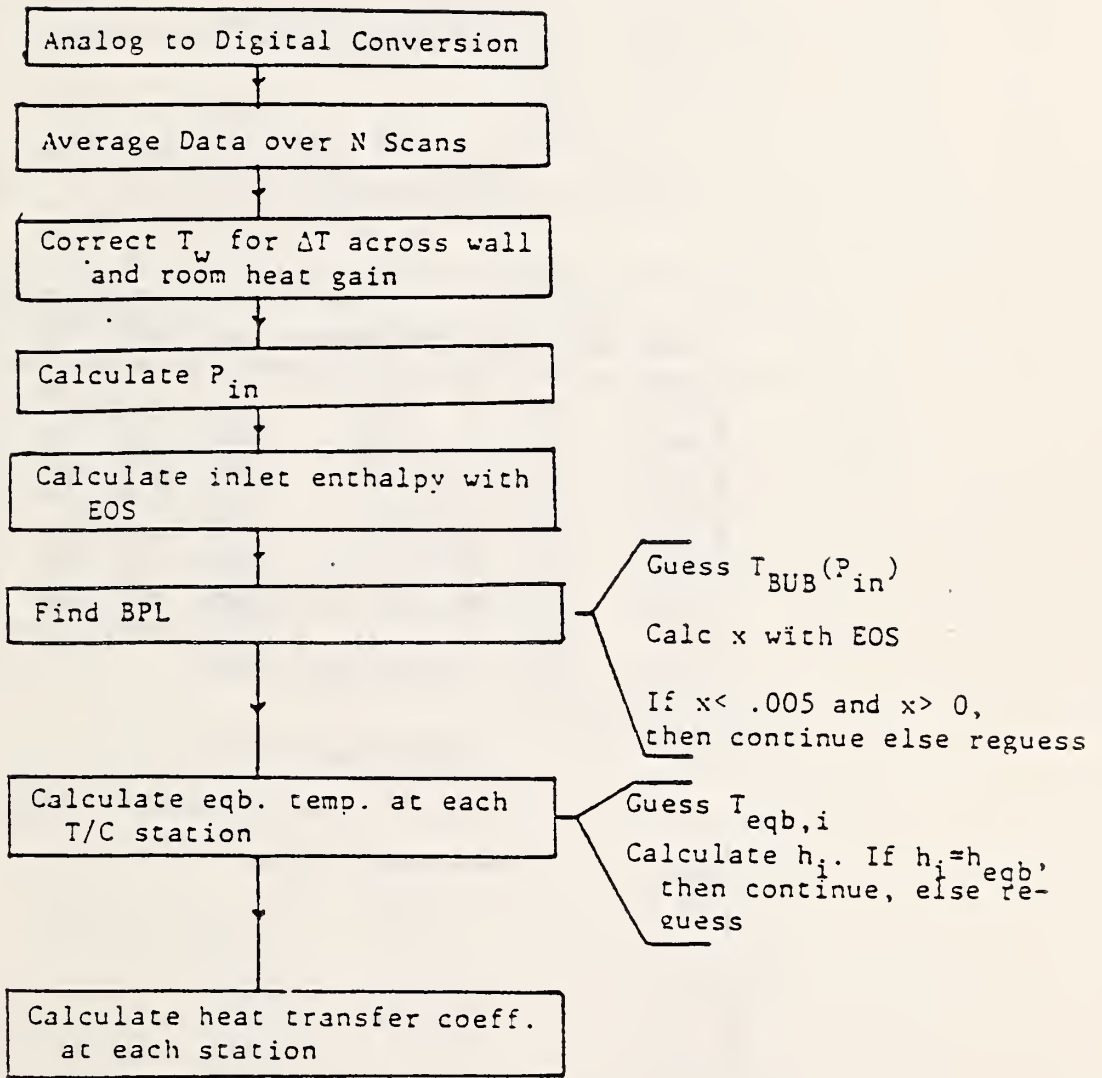 Analog to Digital Conversion
Average Data over N Scans
Correct T_w for ΔT across wall
and room heat gain
Calculate P_in
Calculate inlet enthalpy with
EOS
Find BPL
Guess T_BUB(P_in)
Calc x with EOS
If x< .005 and x> 0,
then continue else reguess
Calculate eqb. temp. at each
T/C station
Guess T_eqb,i
Calculate h_i. If h_i≈h_eqb,
then continue, else re-
guess
Calculate heat transfer coeff.
at each station